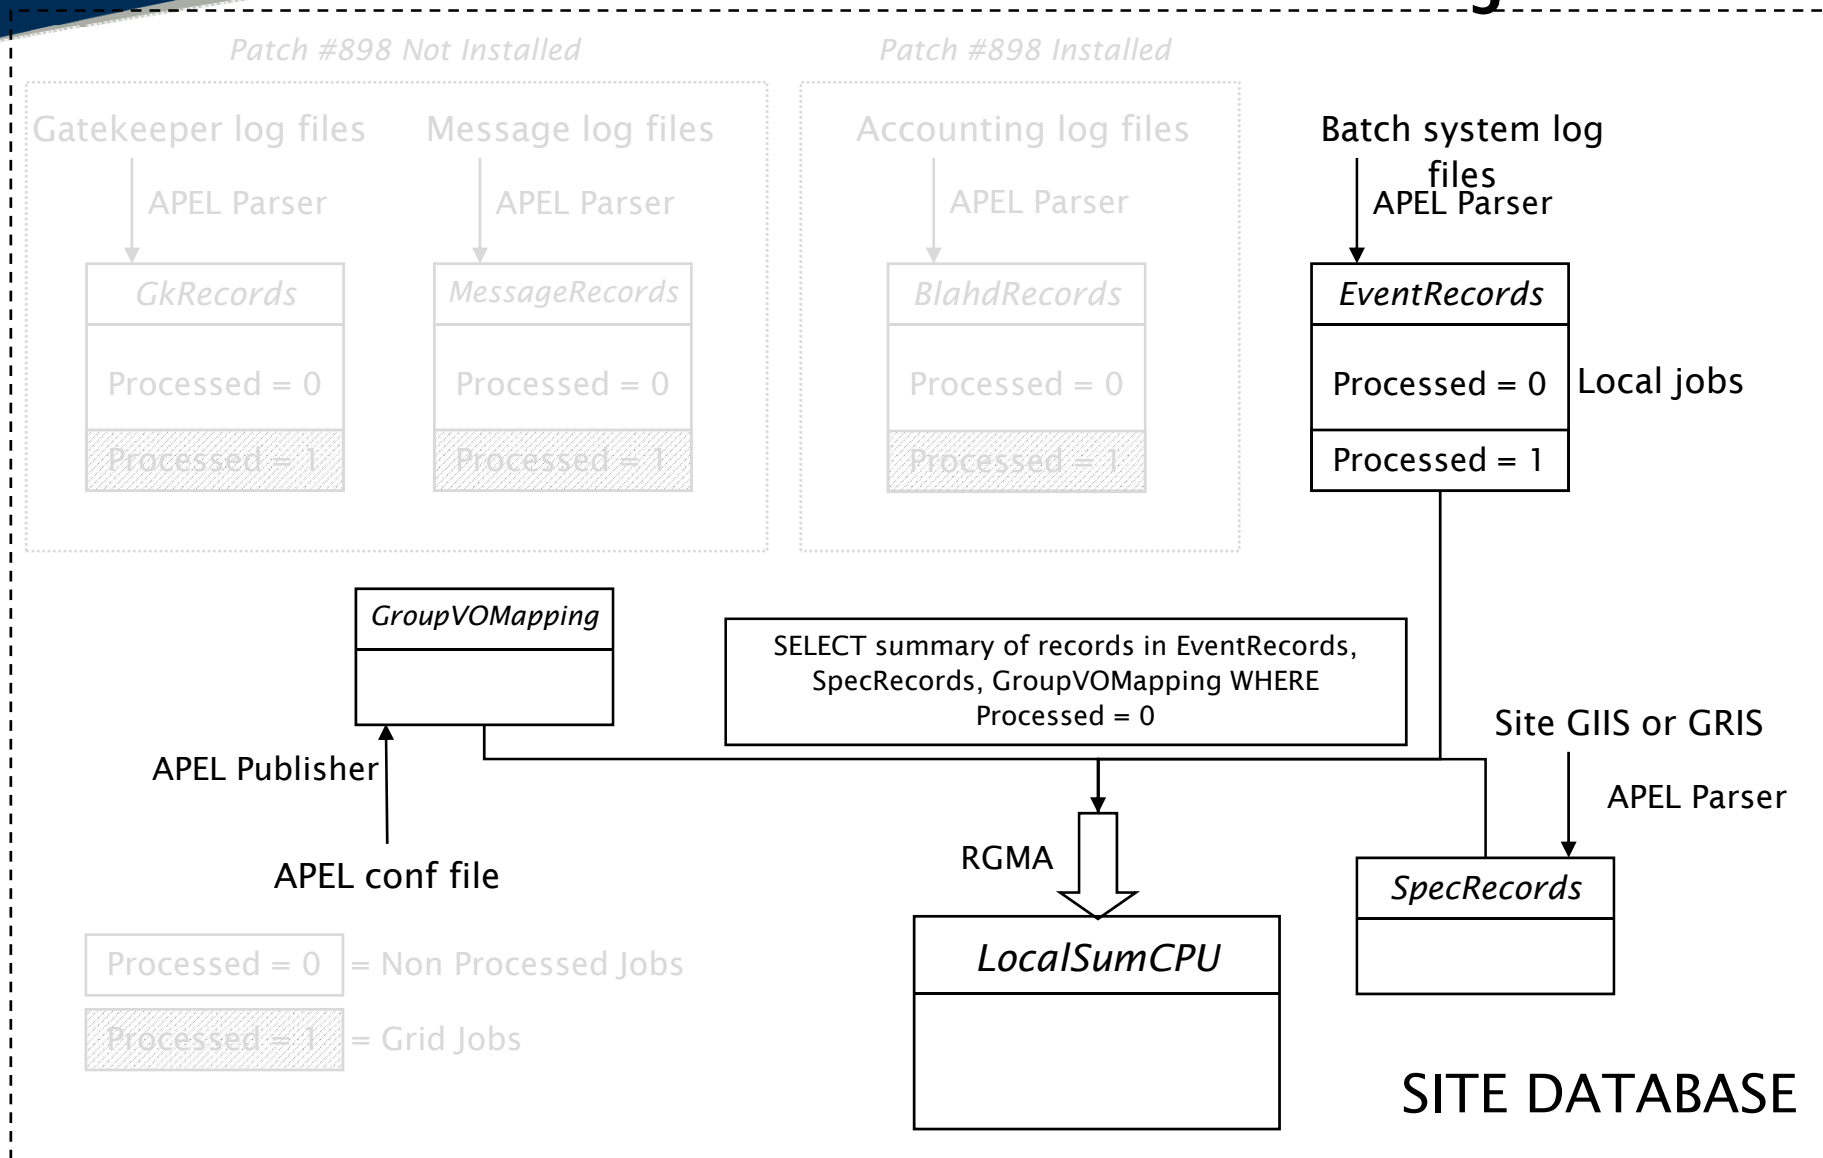 Patch #898 Not Installed
Patch #898 Installed
Gatekeeper log files
Message log files
Accounting log files
Batch system log
files
APEL Parser
APEL Parser
APEL Parser
APEL Parser
GkRecords
MessageRecords
BlahdRecords
EventRecords
Processed = 0
Processed = 0
Processed = 0
Processed = 0
Local jobs
Processed = 1
Processed = 1
Processed = 1
Processed = 1
GroupVOMapping
SELECT summary of records in EventRecords,
SpecRecords, GroupVOMapping WHERE
Processed = 0
Site GIIS or GRIS
APEL Publisher
APEL Parser
APEL conf file
RGMA
SpecRecords
LocalSumCPU
Processed = 0
= Non Processed Jobs
Processed = 1
= Grid Jobs
SITE DATABASE